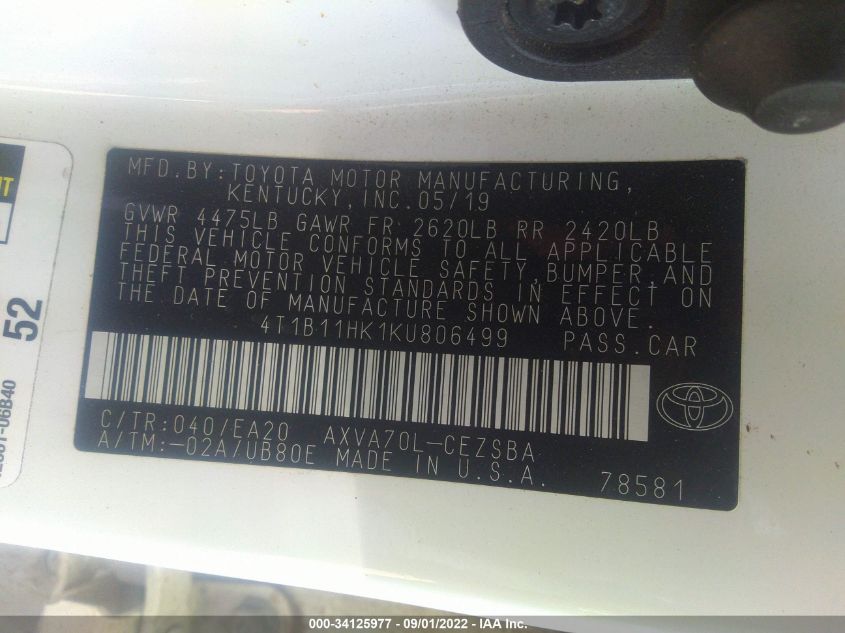 MFD. BY: TOYOTA MOTOR MANUFACTURING,
KENTUCKY, INC. 05/19
GVWR 4475LB GAWR FR 2620LB RR 2420LB
THIS VEHICLE CONFORMS TO ALL APPLICABLE
FEDERAL MOTOR VEHICLE SAFETY, BUMPER, AND
THEFT PREVENTION STANDARDS IN EFFECT ON
THE DATE OF MANUFACTURE SHOWN ABOVE.
4T1B11HK1KU806499 PASS. CAR
C/TR: 040/EA20 AXVA70L-CEZSBA
A/TM: -02A/UB80E MADE IN U.S.A. 78581
52
06B40
000-34125977 - 09/01/2022 - IAA Inc.